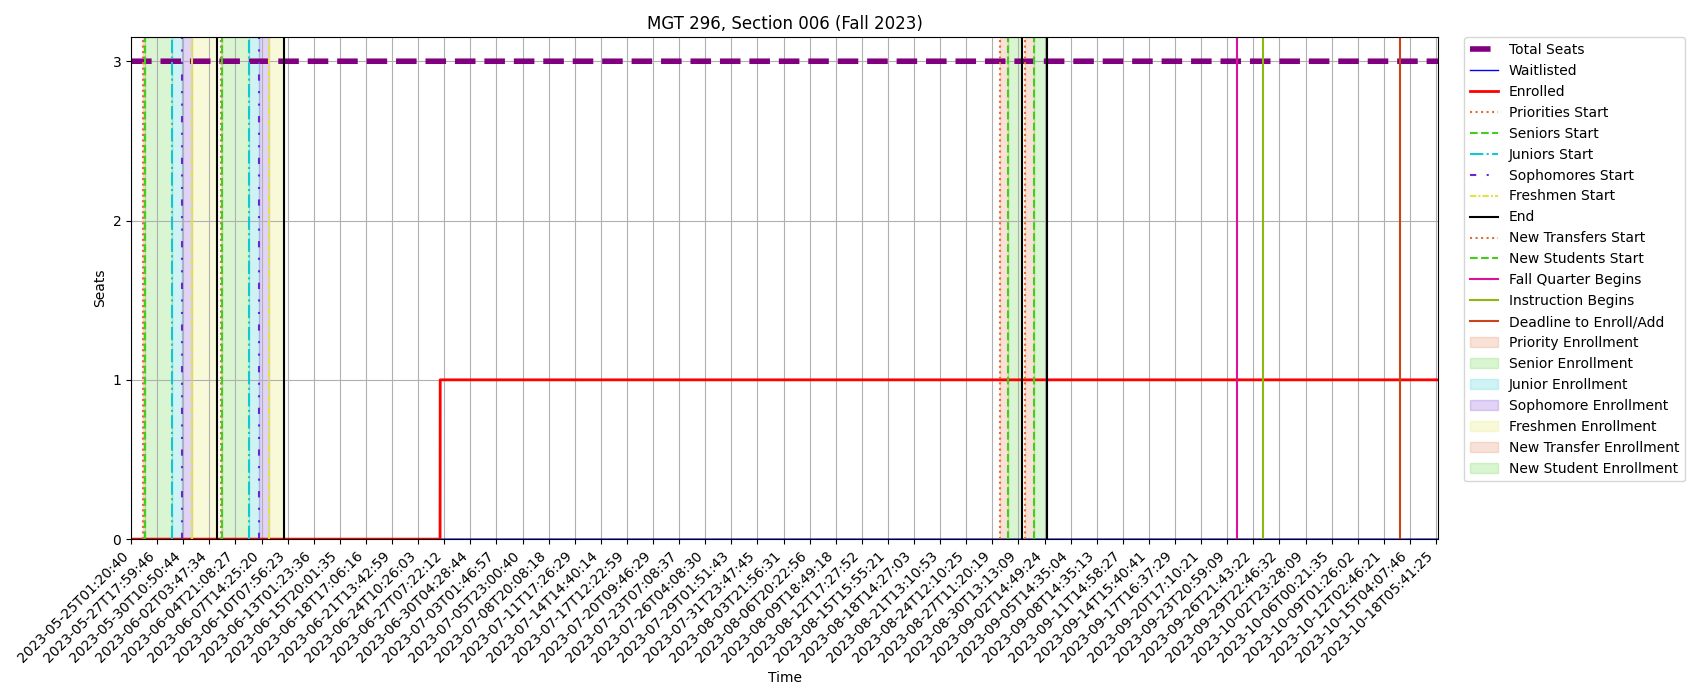 MGT 296, Section 006 (Fall 2023)
Seats
3
2
1
0
2023-05-25T01:20:40
2023-05-27T17:59:46
2023-05-30T10:50:44
2023-06-02T03:47:34
2023-06-04T21:08:27
2023-06-07T14:25:20
2023-06-10T07:56:23
2023-06-13T01:23:36
2023-06-15T20:01:35
2023-06-18T17:06:16
2023-06-21T13:42:59
2023-06-24T10:26:03
2023-06-27T07:22:12
2023-06-30T04:28:44
2023-07-03T01:46:57
2023-07-05T23:00:40
2023-07-08T20:08:18
2023-07-11T17:26:29
2023-07-14T14:40:14
2023-07-17T12:22:59
2023-07-20T09:46:29
2023-07-23T07:08:37
2023-07-26T04:08:30
2023-07-29T01:51:43
2023-07-31T23:47:45
2023-08-03T21:56:31
2023-08-06T20:22:56
2023-08-09T18:49:18
2023-08-12T17:27:52
2023-08-15T15:55:21
2023-08-18T14:27:03
2023-08-21T13:10:53
2023-08-24T12:10:25
2023-08-27T11:20:19
2023-08-30T13:13:09
2023-09-02T14:49:24
2023-09-05T14:35:04
2023-09-08T14:35:13
2023-09-11T14:58:27
2023-09-14T15:40:41
2023-09-17T16:37:29
2023-09-20T17:10:21
2023-09-23T20:59:09
2023-09-26T21:43:22
2023-09-29T22:46:32
2023-10-02T23:28:09
2023-10-06T00:21:35
2023-10-09T01:26:02
2023-10-12T02:46:21
2023-10-15T04:07:46
2023-10-18T05:41:25
Time
Total Seats
Waitlisted
Enrolled
Priorities Start
Seniors Start
Juniors Start
Sophomores Start
Freshmen Start
End
New Transfers Start
New Students Start
Fall Quarter Begins
Instruction Begins
Deadline to Enroll/Add
Priority Enrollment
Senior Enrollment
Junior Enrollment
Sophomore Enrollment
Freshmen Enrollment
New Transfer Enrollment
New Student Enrollment